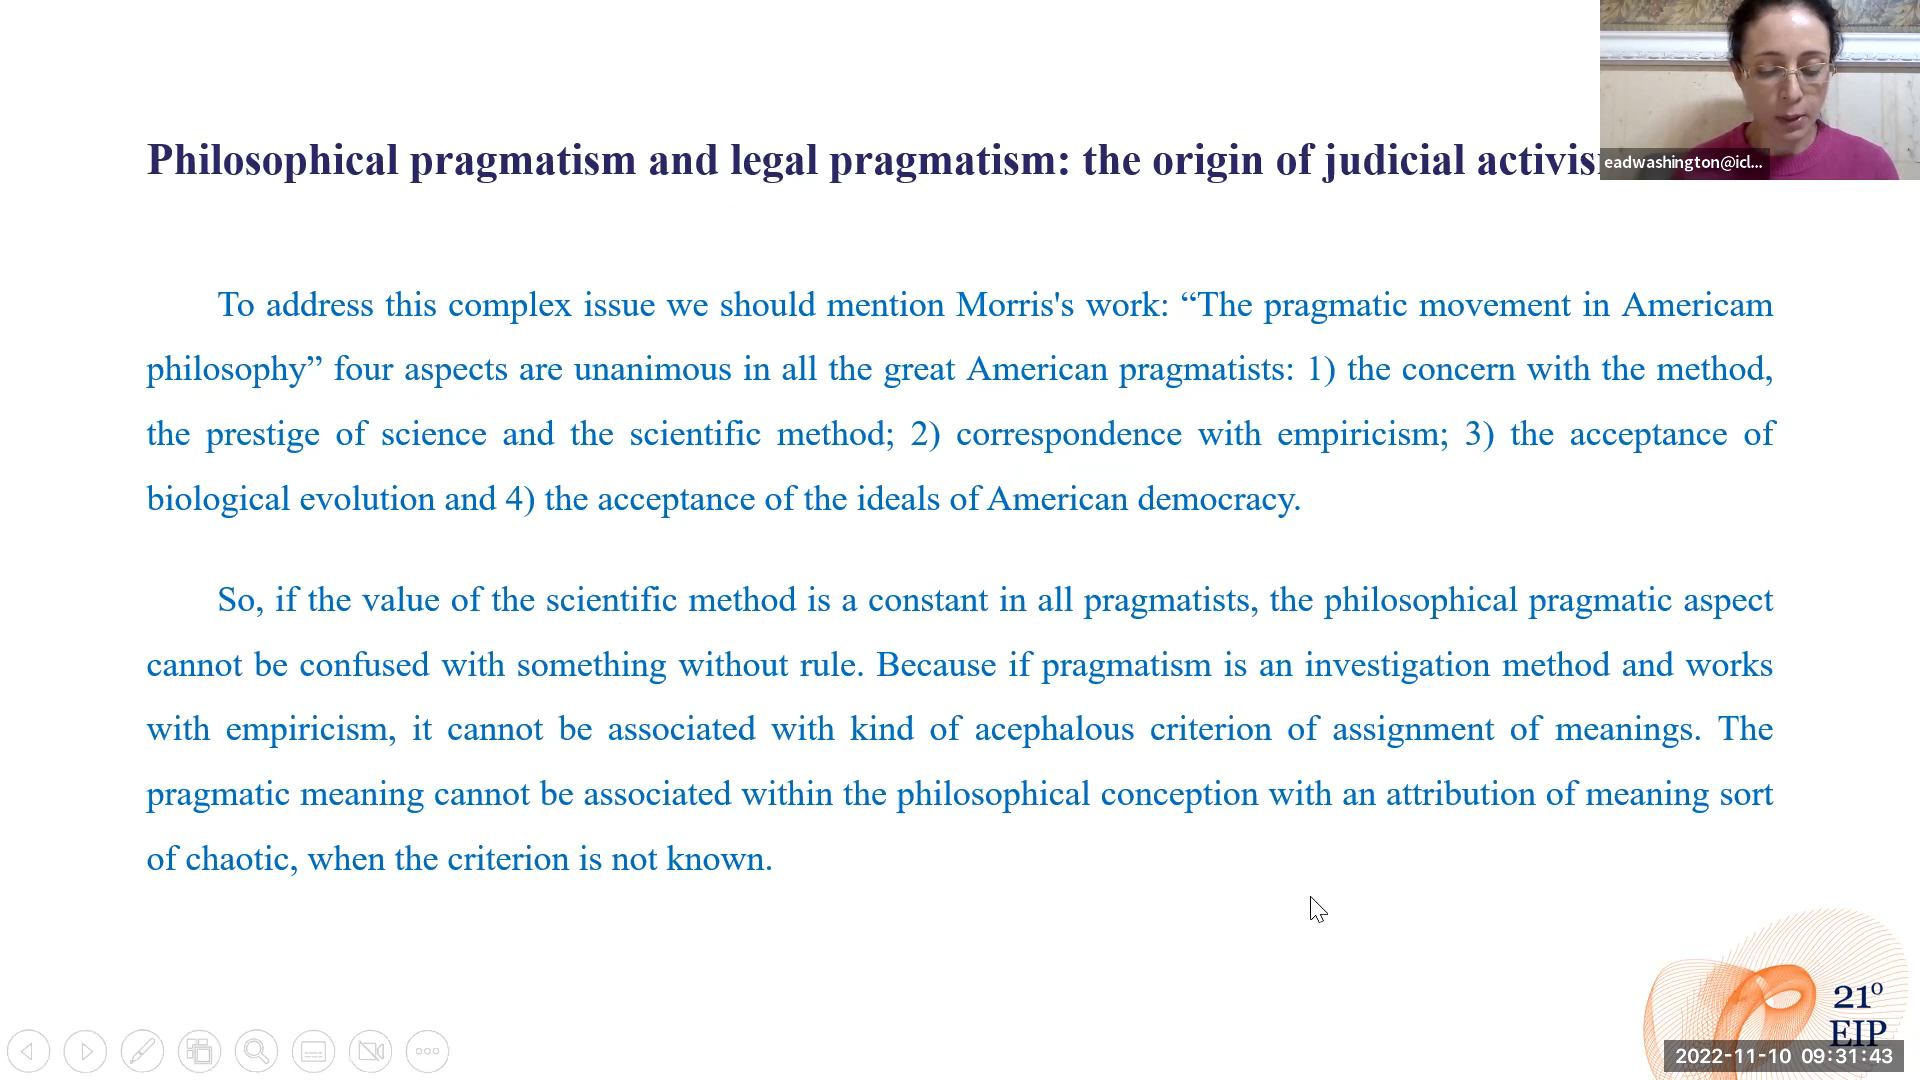 Philosophical pragmatism and legal pragmatism: the origin of judicial activis
eadwashington@icl...
To address this complex issue we should mention Morris's work: “The pragmatic movement in Americam
philosophy” four aspects are unanimous in all the great American pragmatists: 1) the concern with the method,
the prestige of science and the scientific method; 2) correspondence with empiricism; 3) the acceptance of
biological evolution and 4) the acceptance of the ideals of American democracy.
So, if the value of the scientific method is a constant in all pragmatists, the philosophical pragmatic aspect
cannot be confused with something without rule. Because if pragmatism is an investigation method and works
with empiricism, it cannot be associated with kind of acephalous criterion of assignment of meanings. The
pragmatic meaning cannot be associated within the philosophical conception with an attribution of meaning sort
of chaotic, when the criterion is not known.
21º
EIP
2022-11-10 09:31:43